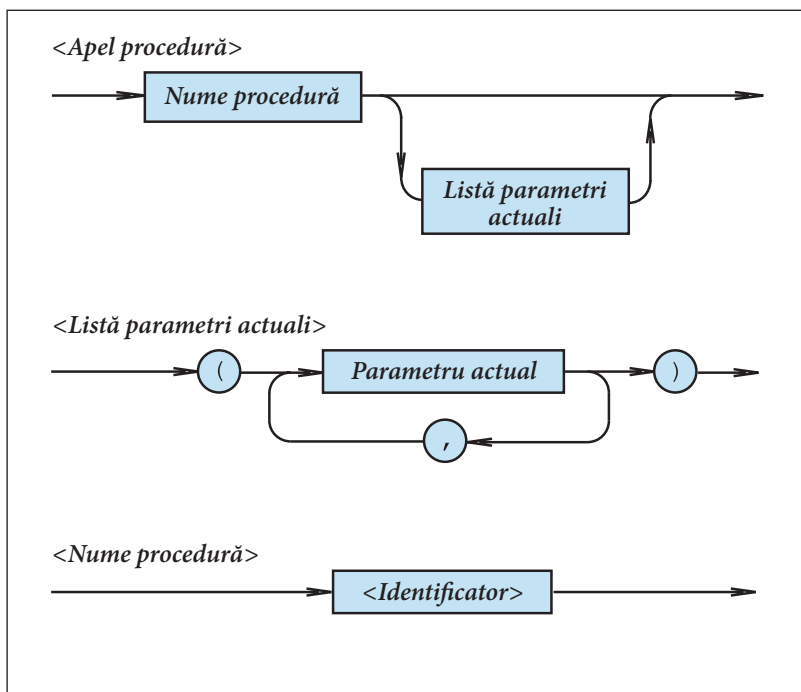 <Apel procedură>
Nume procedură
Listă parametri
actuali
<Listă parametri actuali>
(
Parametru actual
)
,
<Nume procedură>
<Identificator>